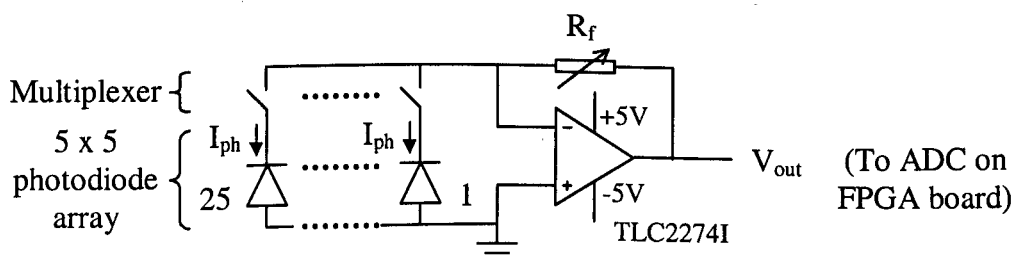 R_f
Multiplexer
5 x 5
photodiode
array
I_ph
I_ph
25
1
+5V
-5V
−
+
TLC2274I
V_out
(To ADC on
FPGA board)